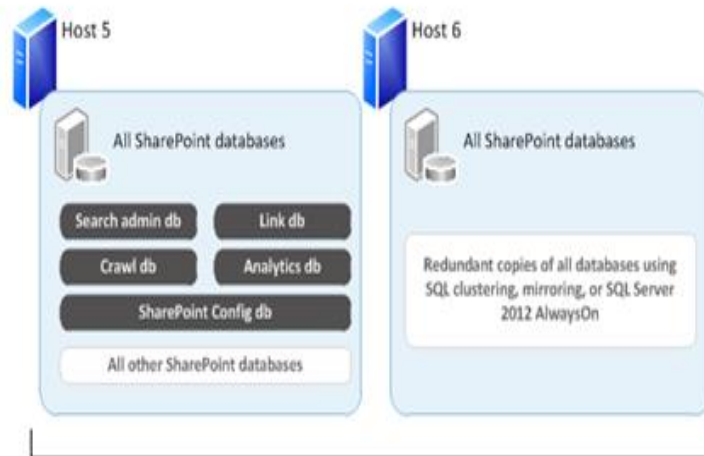 Host 5
All SharePoint databases
Search admin db
Link db
Crawl db
Analytics db
SharePoint Config db
All other SharePoint databases
Host 6
All SharePoint databases
Redundant copies of all databases using
SQL clustering, mirroring, or SQL Server
2012 AlwaysOn